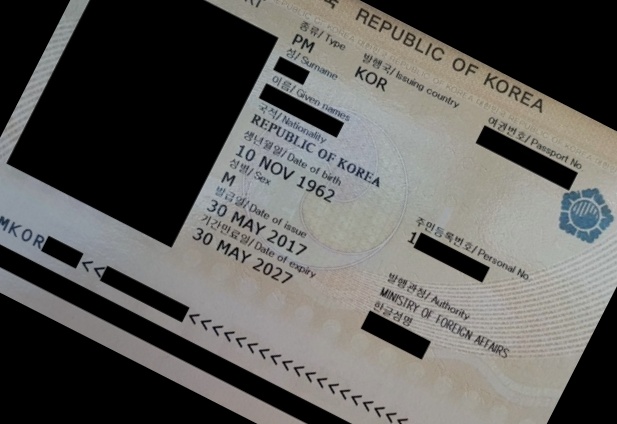 REPUBLIC OF KOREA
종류/Type
PM
발행국/Issuing country
KOR
여권번호/Passport No
성/Surname
이름/Given names
국적/Nationality
REPUBLIC OF KOREA
생년월일/Date of birth
10 NOV 1962
성별/Sex
M
주민등록번호/Personal No
1
발급일/Date of issue
30 MAY 2017
기간만료일/Date of expiry
30 MAY 2027
발행관청/Authority
MINISTRY OF FOREIGN AFFAIRS
한글성명
MKOR <<
<<<<<<<<<<<<<<<<<<<<<<<<